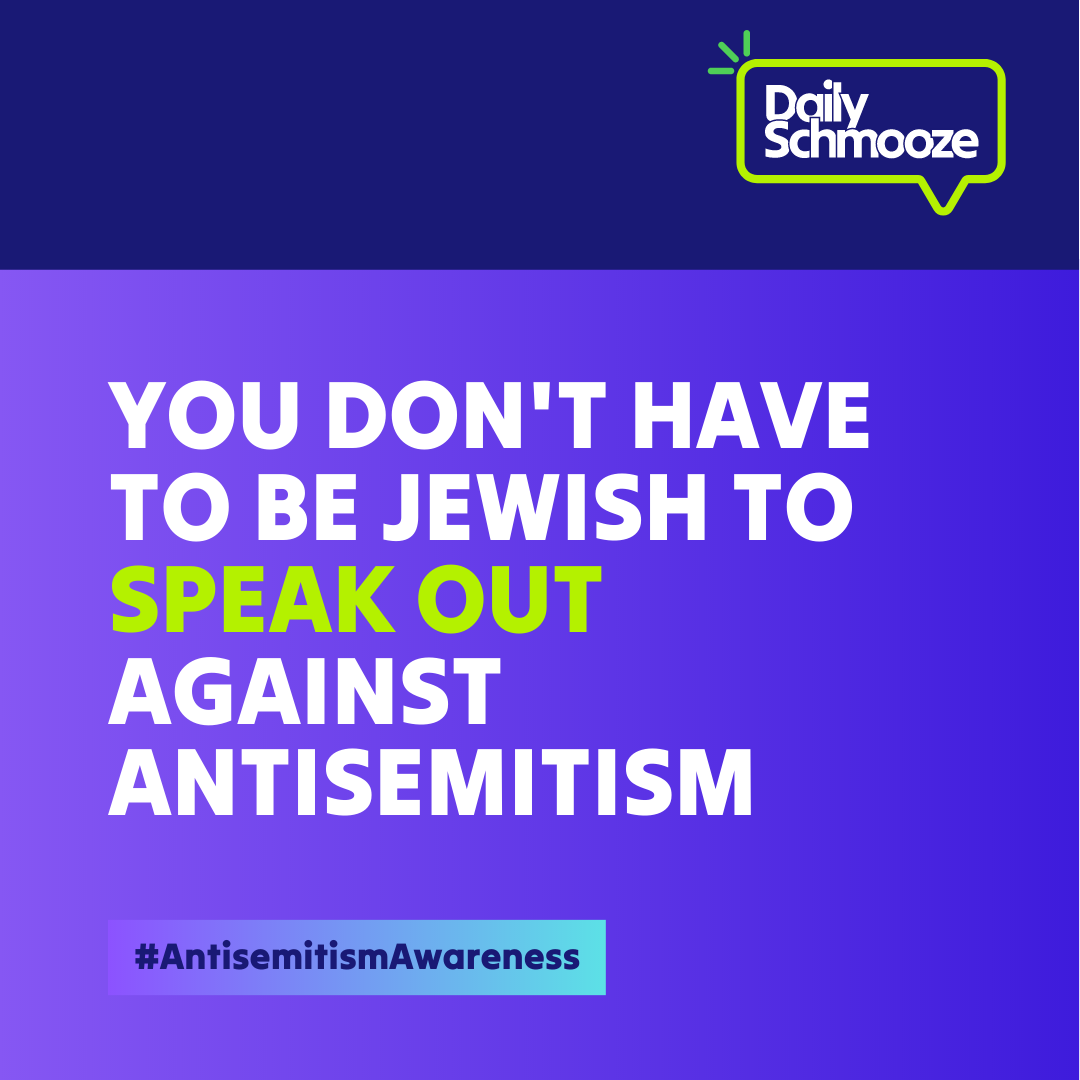 Daily
Schmooze
YOU DON'T HAVE
TO BE JEWISH TO
SPEAK OUT
AGAINST
ANTISEMITISM
#AntisemitismAwareness